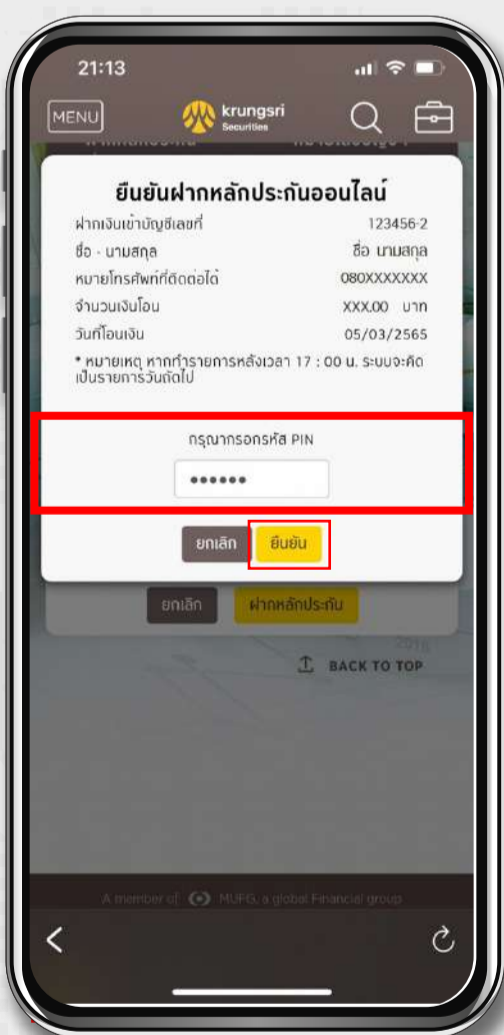 21:13
MENU
krungsri
Securities
ยืนยันฝากหลักประกันออนไลน์
ฝากเงินเข้าบัญชีเลขที่ 123456-2
ชื่อ - นามสกุล ชื่อ นามสกุล
หมายโทรศัพท์ที่ติดต่อได้ 080XXXXXXX
จำนวนเงินโอน XXX.00 บาท
วันที่โอนเงิน 05/03/2565
* หมายเหตุ หากทำรายการหลังเวลา 17 : 00 น. ระบบจะคิด
เป็นรายการวันถัดไป
กรุณากรอกรหัส PIN
ยกเลิก ยืนยัน
ยกเลิก ฝากหลักประกัน
BACK TO TOP
A member of MUFG, a global Financial group